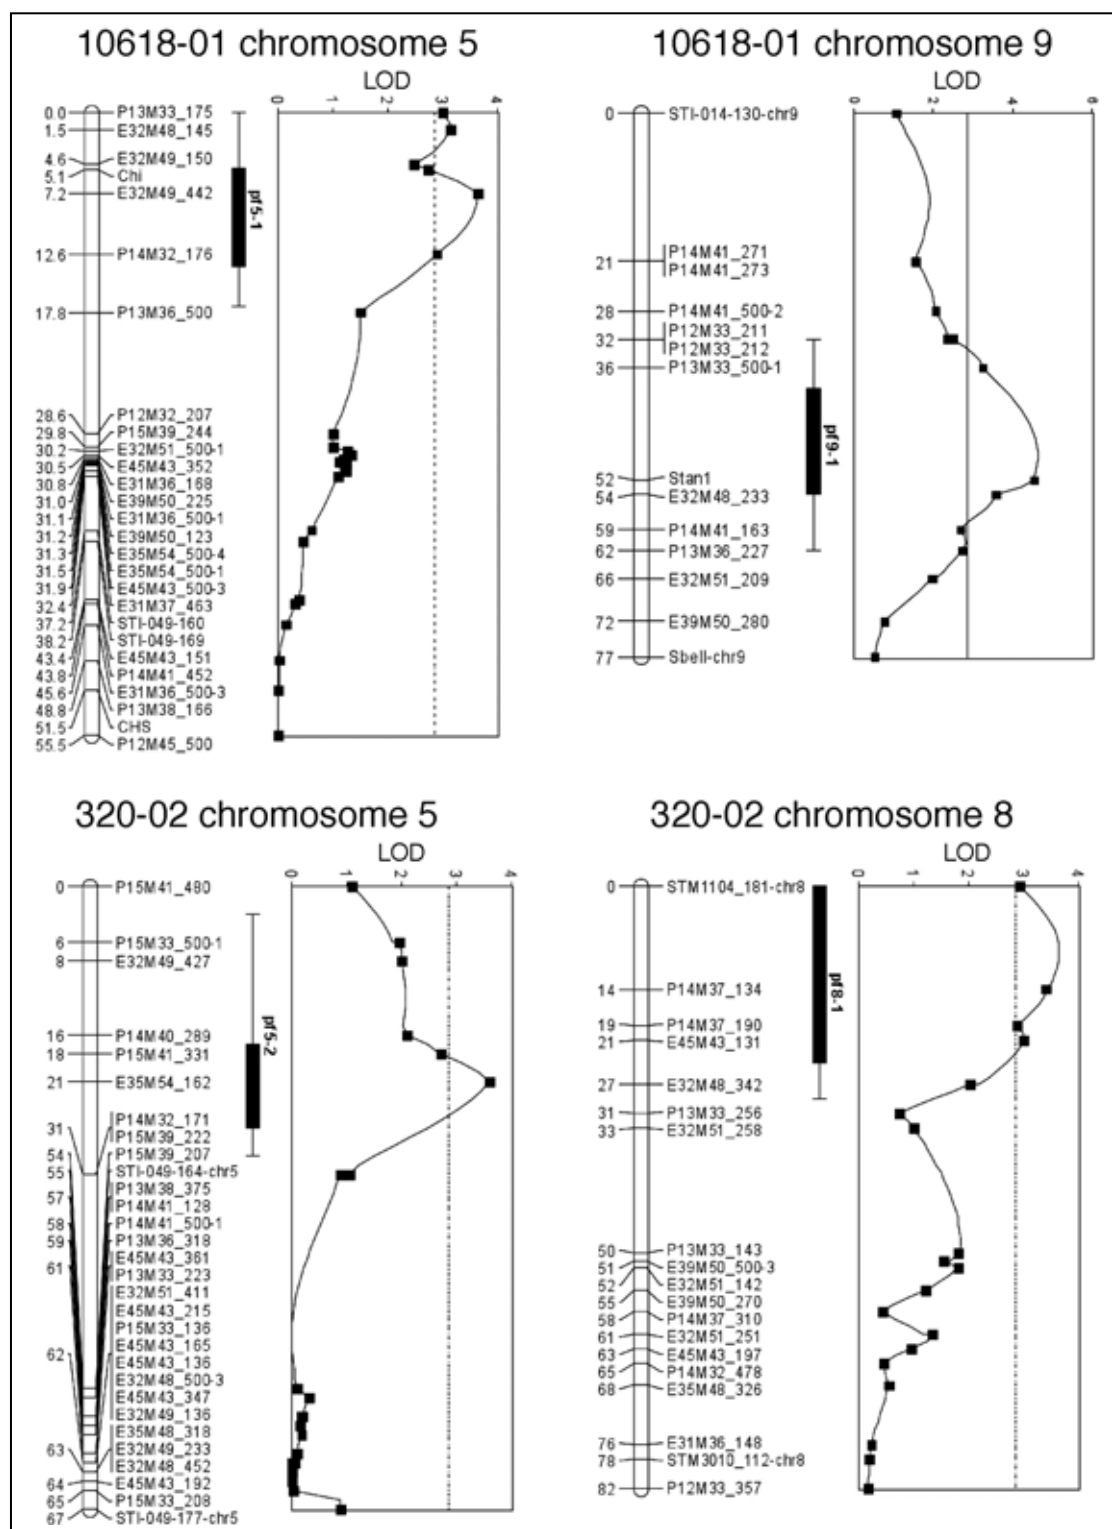 10618-01 chromosome 5
LOD
0 1 2 3 4
0.0 P13M33_175
1.5 E32M48_145
4.6 E32M49_150
5.1 Chi
7.2 E32M49_442
12.6 P14M32_176
17.8 P13M36_500
28.6 P12M32_207
29.8 P15M39_244
30.2 E32M51_500-1
30.5 E45M43_352
30.8 E31M36_168
31.0 E39M50_225
31.1 E31M36_500-1
31.2 E39M50_123
31.3 E35M54_500-4
31.5 E35M54_500-1
31.9 E45M43_500-3
32.4 E31M37_463
37.2 STI-049-160
38.2 STI-049-169
43.4 E45M43_151
43.8 P14M41_452
45.6 E31M36_500-3
48.8 P13M38_166
51.5 CHS
55.5 P12M45_500
pf5-1
10618-01 chromosome 9
LOD
0 2 4 6
0 STI-014-130-chr9
P14M41_271
21
P14M41_273
28 P14M41_500-2
P12M33_211
32
P12M33_212
36 P13M33_500-1
52 Stan1
54 E32M48_233
59 P14M41_163
62 P13M36_227
66 E32M51_209
72 E39M50_280
77 Sbell-chr9
pf9-1
320-02 chromosome 5
LOD
0 1 2 3 4
0 P15M41_480
6 P15M33_500-1
8 E32M49_427
16 P14M40_289
18 P15M41_331
21 E35M54_162
P14M32_171
31
P15M39_222
54 P15M39_207
55 STI-049-164-chr5
P13M38_375
57
P14M41_128
58 P14M41_500-1
59 P13M36_318
E45M43_361
61
P13M33_223
E32M51_411
E45M43_215
P15M33_136
E45M43_165
62
E45M43_136
E32M48_500-3
E45M43_347
E32M49_136
E35M48_318
63 E32M49_233
E32M48_452
64 E45M43_192
65 P15M33_208
67 STI-049-177-chr5
pf5-2
320-02 chromosome 8
LOD
0 1 2 3 4
0 STM1104_181-chr8
14 P14M37_134
19 P14M37_190
21 E45M43_131
27 E32M48_342
31 P13M33_256
33 E32M51_258
50 P13M33_143
51 E39M50_500-3
52 E32M51_142
55 E39M50_270
58 P14M37_310
61 E32M51_251
63 E45M43_197
65 P14M32_478
68 E35M48_326
76 E31M36_148
78 STM3010_112-chr8
82 P12M33_357
pf8-1